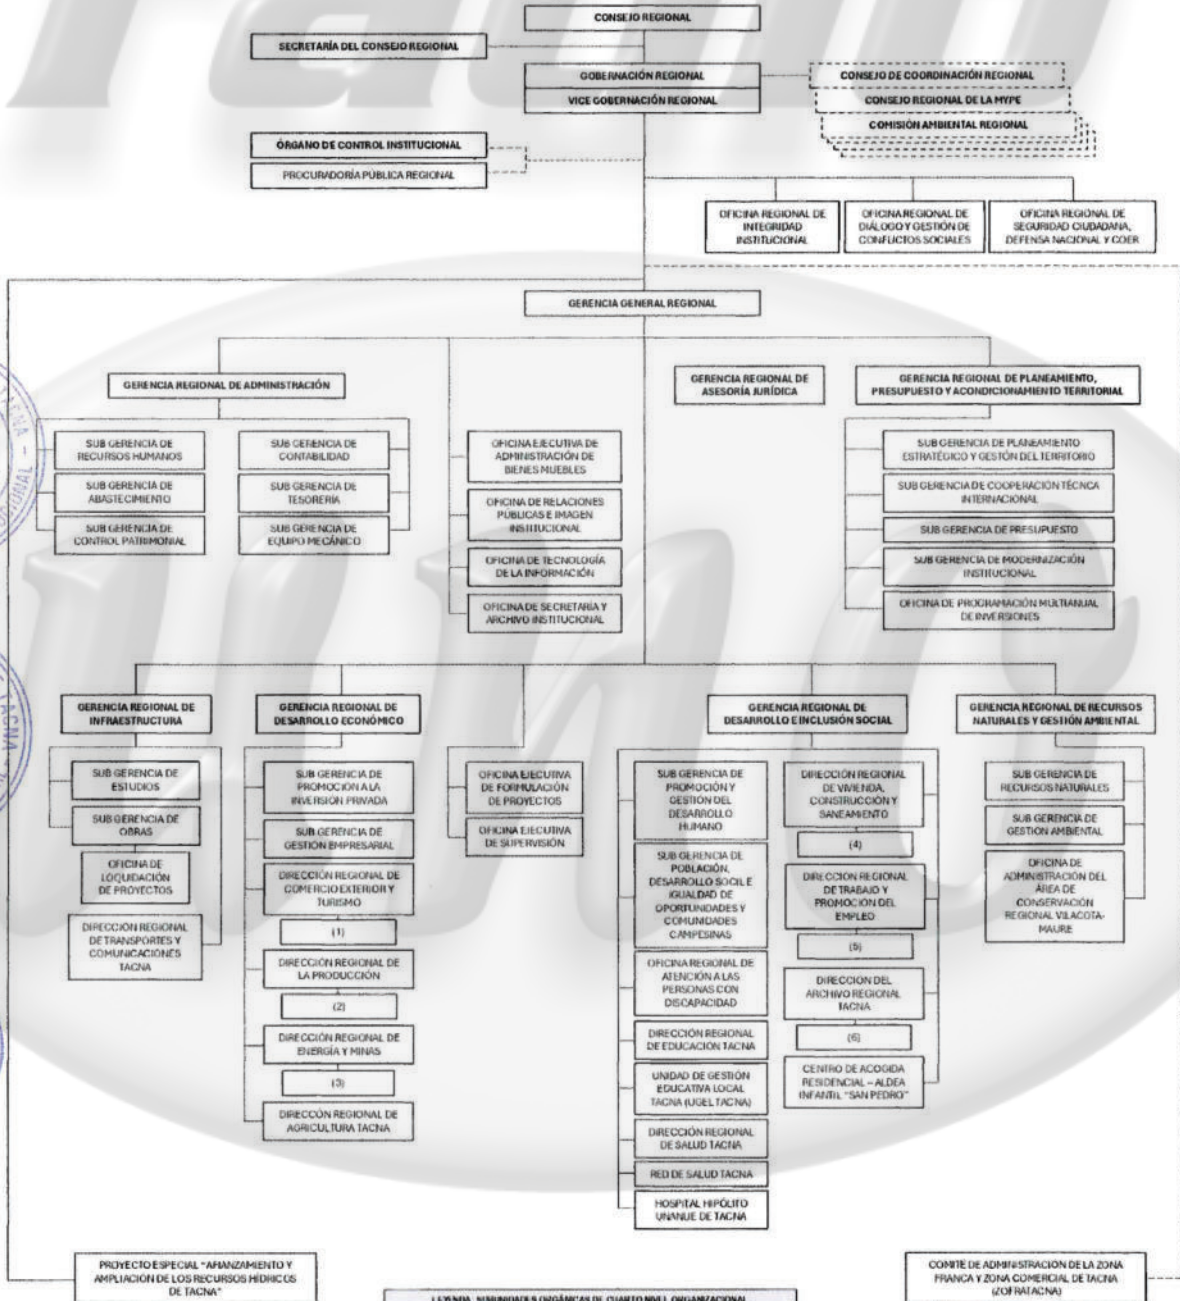 CONSEJO REGIONAL
SECRETARÍA DEL CONSEJO REGIONAL
GOBERNACIÓN REGIONAL
VICE GOBERNACIÓN REGIONAL
CONSEJO DE COORDINACIÓN REGIONAL
CONSEJO REGIONAL DE LA MYPE
COMISIÓN AMBIENTAL REGIONAL
ÓRGANO DE CONTROL INSTITUCIONAL
PROCURADORÍA PÚBLICA REGIONAL
OFICINA REGIONAL DE
INTEGRIDAD
INSTITUCIONAL
OFICINA REGIONAL DE
DIÁLOGO Y GESTIÓN DE
CONFLICTOS SOCIALES
OFICINA REGIONAL DE
SEGURIDAD CIUDADANA,
DEFENSA NACIONAL Y COER
GERENCIA GENERAL REGIONAL
GERENCIA REGIONAL DE ADMINISTRACIÓN
SUB GERENCIA DE
RECURSOS HUMANOS
SUB GERENCIA DE
ABASTECIMIENTO
SUB GERENCIA DE
CONTROL PATRIMONIAL
SUB GERENCIA DE
CONTABILIDAD
SUB GERENCIA DE
TESORERÍA
SUB GERENCIA DE
EQUIPO MECÁNICO
OFICINA EJECUTIVA DE
ADMINISTRACIÓN DE
BIENES MUEBLES
OFICINA DE RELACIONES
PÚBLICAS E IMAGEN
INSTITUCIONAL
OFICINA DE TECNOLOGÍA
DE LA INFORMACIÓN
OFICINA DE SECRETARÍA Y
ARCHIVO INSTITUCIONAL
GERENCIA REGIONAL DE
ASESORÍA JURÍDICA
GERENCIA REGIONAL DE PLANEAMIENTO,
PRESUPUESTO Y ACONDICIONAMIENTO TERRITORIAL
SUB GERENCIA DE PLANEAMIENTO
ESTRATÉGICO Y GESTIÓN DEL TERRITORIO
SUB GERENCIA DE COOPERACIÓN TÉCNCA
INTERNACIONAL
SUB GERENCIA DE PRESUPUESTO
SUB GERENCIA DE MODERNIZACIÓN
INSTITUCIONAL
OFICINA DE PROGRAMACIÓN MULTIANUAL
DE INVERSIONES
GERENCIA REGIONAL DE
INFRAESTRUCTURA
SUB GERENCIA DE
ESTUDIOS
SUB GERENCIA DE
OBRAS
OFICINA DE
LOQUIDACIÓN
DE PROYECTOS
DIRECCIÓN REGIONAL
DE TRANSPORTES Y
COMUNICACIONES
TACNA
GERENCIA REGIONAL DE
DESARROLLO ECONÓMICO
SUB GERENCIA DE
PROMOCIÓN A LA
INVERSIÓN PRIVADA
SUB GERENCIA DE
GESTIÓN EMPRESARIAL
DIRECCIÓN REGIONAL DE
COMERCIO EXTERIOR Y
TURISMO
(1)
DIRECCIÓN REGIONAL DE
LA PRODUCCIÓN
(2)
DIRECCIÓN REGIONAL DE
ENERGÍA Y MINAS
(3)
DIRECCÓN REGIONAL DE
AGRICULTURA TACNA
OFICINA EJECUTIVA
DE FORMULACIÓN
DE PROYECTOS
OFICINA EJECUTIVA
DE SUPERVISIÓN
GERENCIA REGIONAL DE
DESARROLLO E INCLUSIÓN SOCIAL
SUB GERENCIA DE
PROMOCIÓN Y
GESTIÓN DEL
DESARROLLO
HUMANO
SUB GERENCIA DE
POBLACIÓN,
DESARROLLO SOCIL E
IGUALDAD DE
OPORTUNIDADES Y
COMUNIDADES
CAMPESINAS
OFICINA REGIONAL DE
ATENCIÓN A LAS
PERSONAS CON
DISCAPACIDAD
DIRECCIÓN REGIONAL
DE EDUCACIÓN TACNA
UNIDAD DE GESTIÓN
EDUCATIVA LOCAL
TACNA (UGEL TACNA)
DIRECCIÓN REGIONAL
DE SALUD TACNA
RED DE SALUD TACNA
HOSPITAL HIPÓLITO
UNANUE DE TACNA
DIRECCIÓN REGIONAL
DE VIVIENDA,
CONSTRUCCIÓN Y
SANEAMIENTO
(4)
DIRECCIÓN REGIONAL
DE TRABAJO Y
PROMOCIÓN DEL
EMPLEO
(5)
DIRECCIÓN DEL
ARCHIVO REGIONAL
TACNA
(6)
CENTRO DE ACOGIDA
RESIDENCIAL – ALDEA
INFANTIL "SAN PEDRO"
GERENCIA REGIONAL DE RECURSOS
NATURALES Y GESTIÓN AMBIENTAL
SUB GERENCIA DE
RECURSOS NATURALES
SUB GERENCIA DE
GESTIÓN AMBIENTAL
OFICINA DE
ADMINISTRACIÓN DEL
ÁREA DE
CONSERVACIÓN
REGIONAL VILACOTA-
MAURE
PROYECTO ESPECIAL "AFIANZAMIENTO Y
AMPLIACIÓN DE LOS RECURSOS HÍDRICOS
DE TACNA"
COMITÉ DE ADMINISTRACIÓN DE LA ZONA
FRANCA Y ZONA COMERCIAL DE TACNA
(ZOFRATACNA)